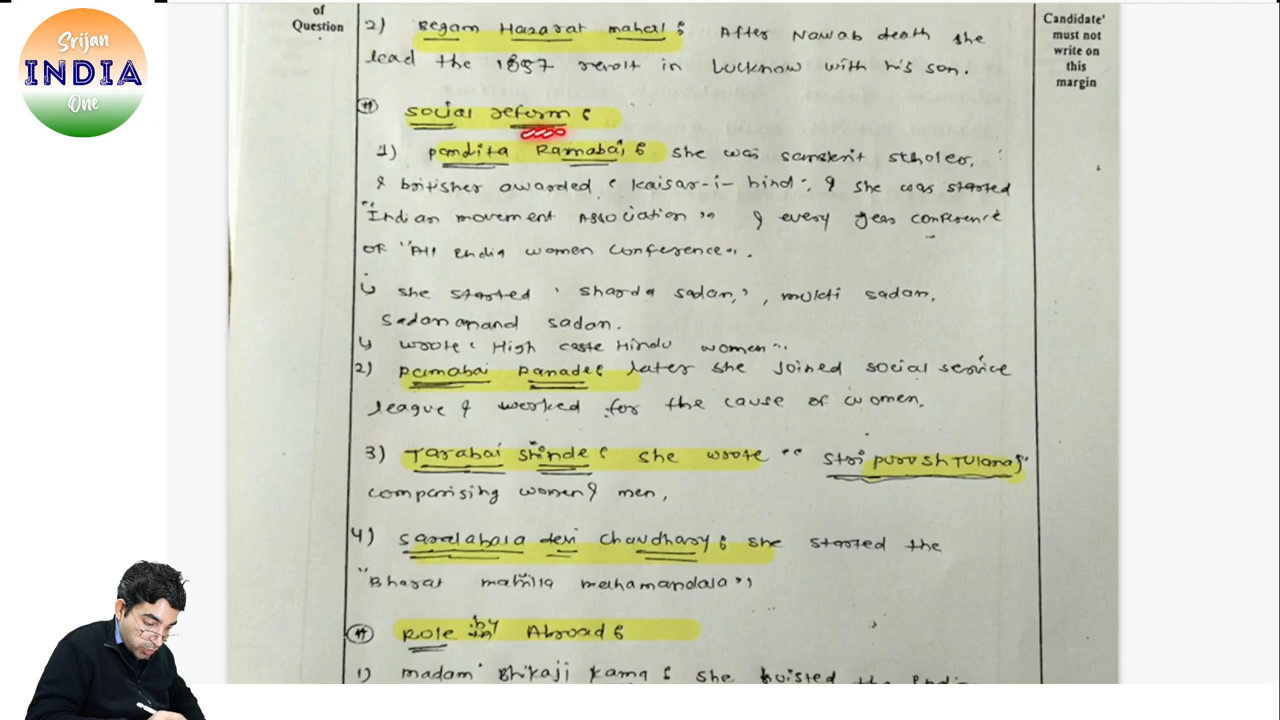 Srijan
INDIA
One
of
Question
Candidate'
must not
write on
this
margin
2) Begam Hasarat mahal : After Nawab death she
lead the 1857 revolt in Lucknow with his son.
social reform :
1) pandita Ramabai : she was sanskrit scholer.
& britisher awarded 'kaisar-i-hind'. & she was started
"Indian movement Association" & every year conference
of "All India women conference".
↳ she started 'sharda sadan,', mukti sadan,
sadananand sadan.
↳ wrote 'High caste Hindu women".
2) Ramabai Ranade : later she joined social service
league & worked for the cause of women.
3) Tarabai shinde : she wrote "stri purush Tulana"
comparising women & men,
4) saralabala devi chaudhary : she started the
"Bharat mahila mahamandala"
Role by in Abroad :
1) madam Bhikaji kama : she hoisted the